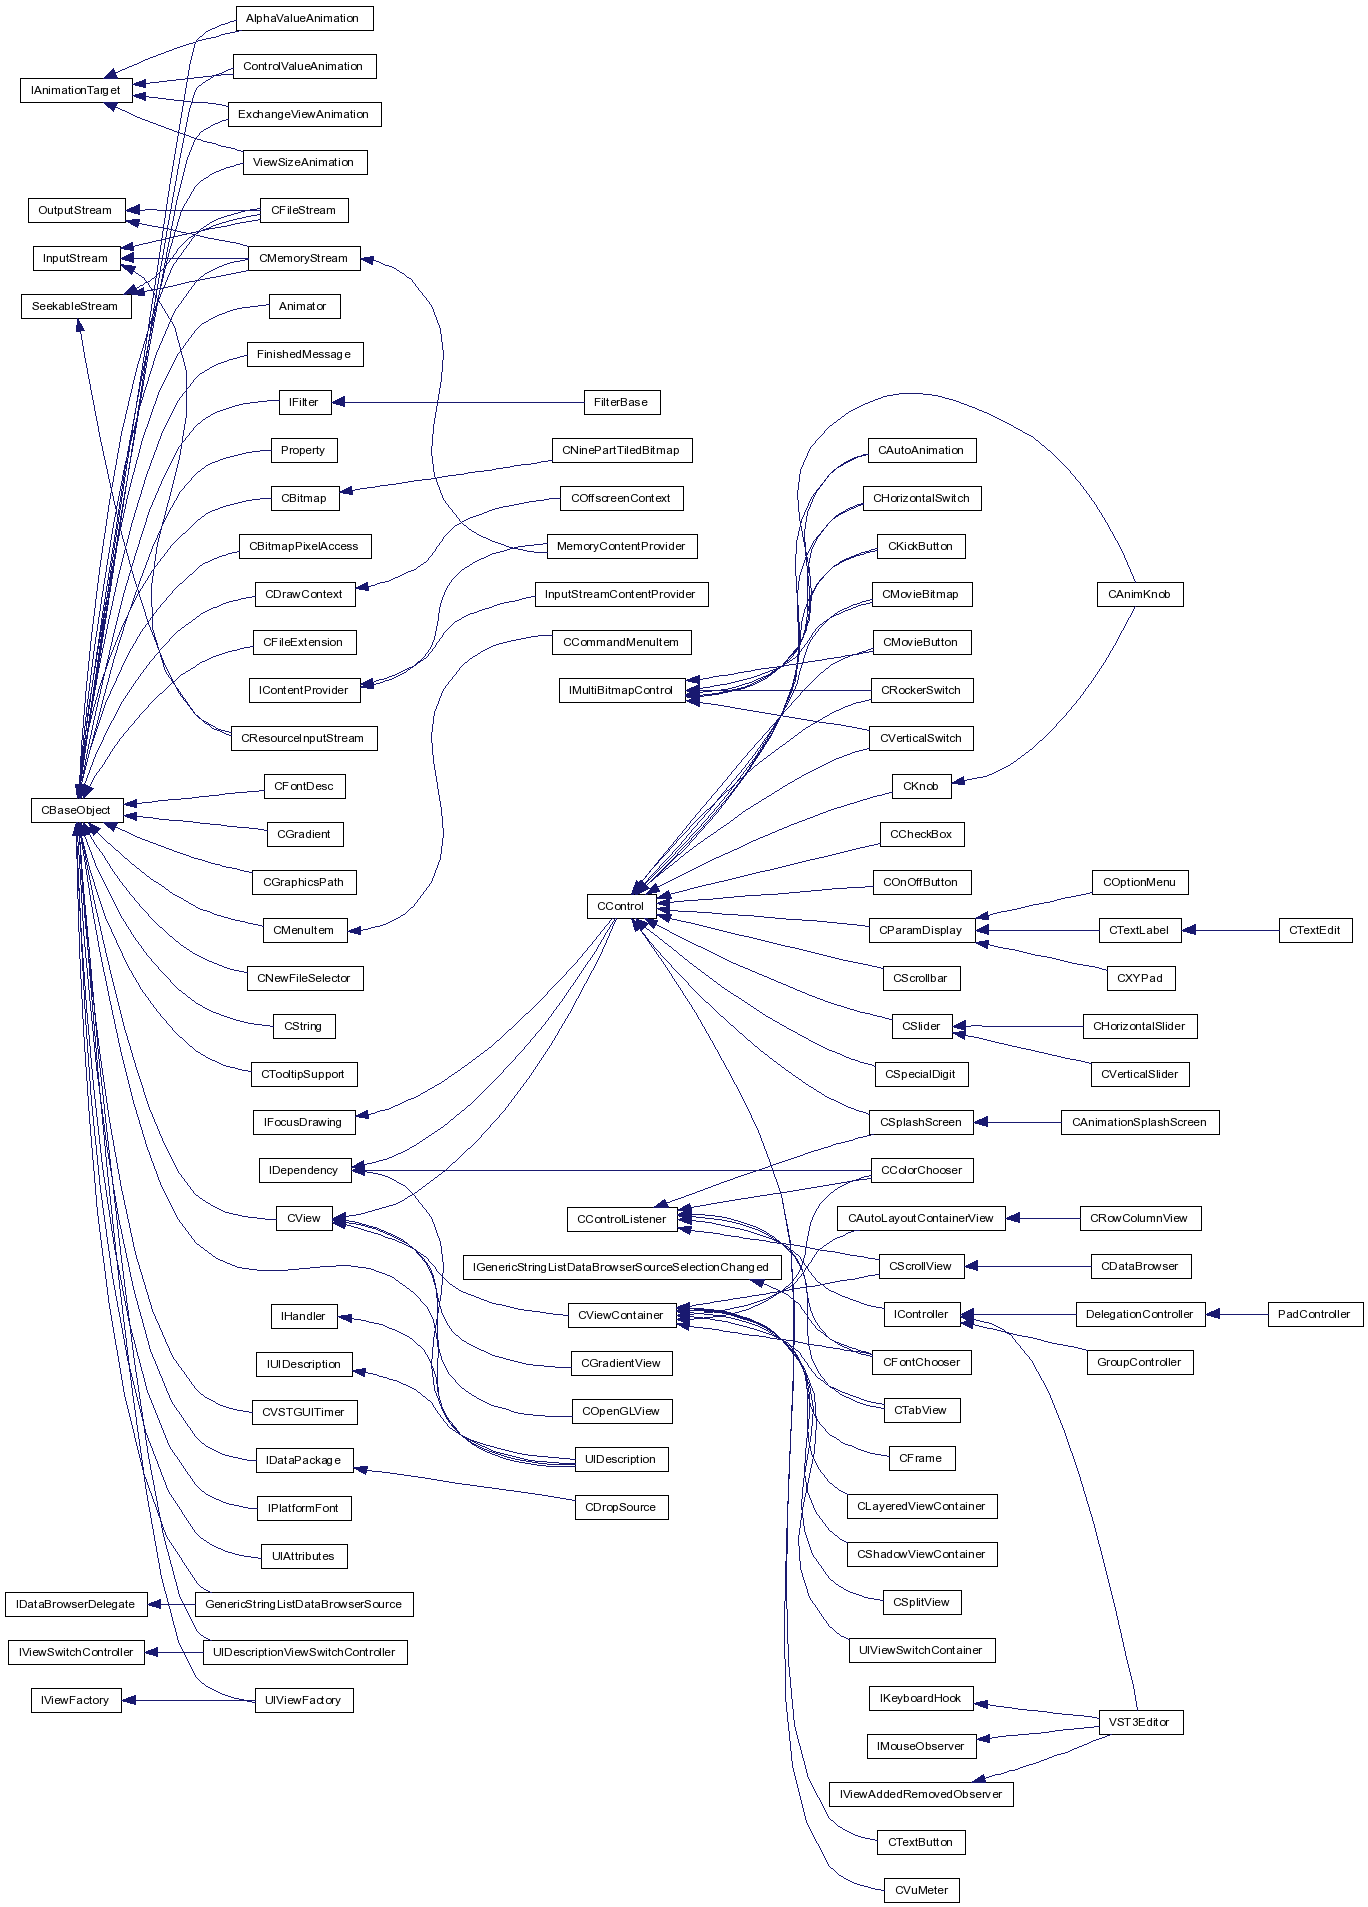 AlphaValueAnimation
ControlValueAnimation
IAnimationTarget
ExchangeViewAnimation
ViewSizeAnimation
OutputStream
CFileStream
InputStream
CMemoryStream
SeekableStream
Animator
FinishedMessage
IFilter
FilterBase
Property
CNinePartTiledBitmap
CAutoAnimation
CBitmap
COffscreenContext
CHorizontalSwitch
CBitmapPixelAccess
MemoryContentProvider
CKickButton
CDrawContext
InputStreamContentProvider
CMovieBitmap
CAnimKnob
CFileExtension
CCommandMenuItem
CMovieButton
IContentProvider
IMultiBitmapControl
CRockerSwitch
CResourceInputStream
CVerticalSwitch
CFontDesc
CKnob
CBaseObject
CGradient
CCheckBox
CGraphicsPath
COnOffButton
COptionMenu
CControl
CMenuItem
CParamDisplay
CTextLabel
CTextEdit
CNewFileSelector
CScrollbar
CXYPad
CString
CSlider
CHorizontalSlider
CTooltipSupport
CSpecialDigit
CVerticalSlider
IFocusDrawing
CSplashScreen
CAnimationSplashScreen
IDependency
CColorChooser
CView
CControlListener
CAutoLayoutContainerView
CRowColumnView
IGenericStringListDataBrowserSourceSelectionChanged
CScrollView
CDataBrowser
IHandler
CViewContainer
IController
DelegationController
PadController
IUIDescription
CGradientView
CFontChooser
GroupController
CVSTGUITimer
COpenGLView
CTabView
IDataPackage
UIDescription
CFrame
IPlatformFont
CDropSource
CLayeredViewContainer
UIAttributes
CShadowViewContainer
IDataBrowserDelegate
GenericStringListDataBrowserSource
CSplitView
IViewSwitchController
UIDescriptionViewSwitchController
UIViewSwitchContainer
IViewFactory
UIViewFactory
IKeyboardHook
VST3Editor
IMouseObserver
IViewAddedRemovedObserver
CTextButton
CVuMeter